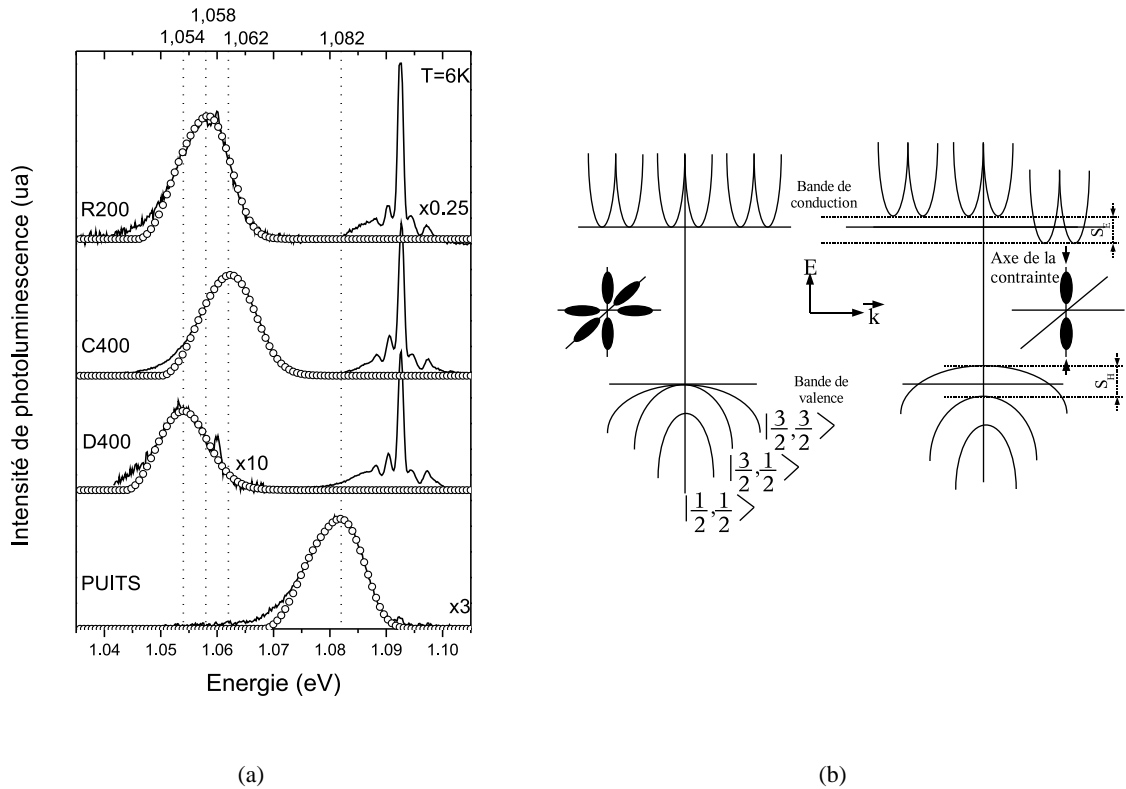 1,058
1,054
1,062
1,082
T=6K
R200
x0.25
C400
D400
x10
PUITS
x3
Intensité de photoluminescence (ua)
1.04
1.05
1.06
1.07
1.08
1.09
1.10
Energie (eV)
(a)
Bande de
conduction
S_E
Axe de la
contrainte
E
k
Bande de
valence
S_H
|3/2,3/2>
|3/2,1/2>
|1/2,1/2>
(b)